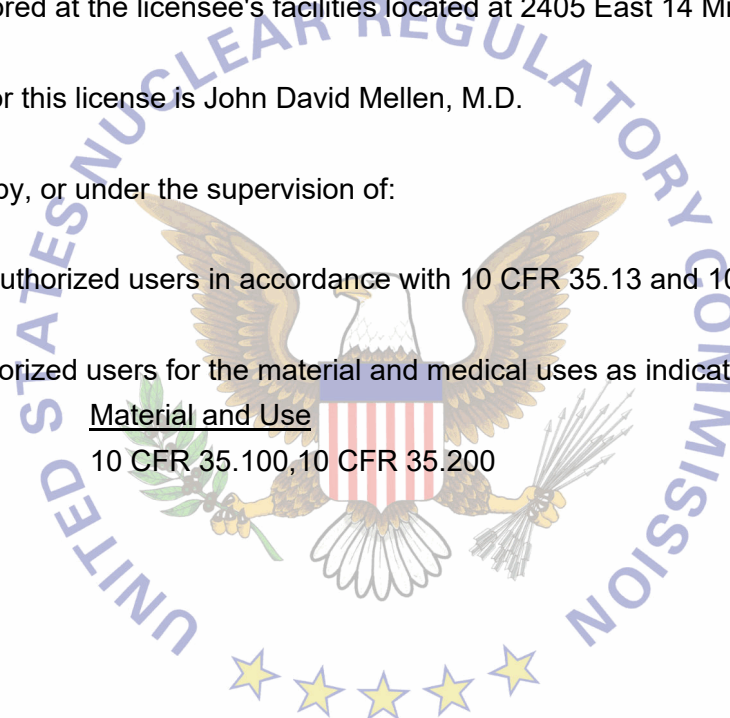 ored at the licensee's facilities located at 2405 East 14 Mi
or this license is John David Mellen, M.D.
by, or under the supervision of:
uthorized users in accordance with 10 CFR 35.13 and 10
orized users for the material and medical uses as indicat
Material and Use
10 CFR 35.100,10 CFR 35.200
UNITED STATES NUCLEAR REGULATORY COMMISSION